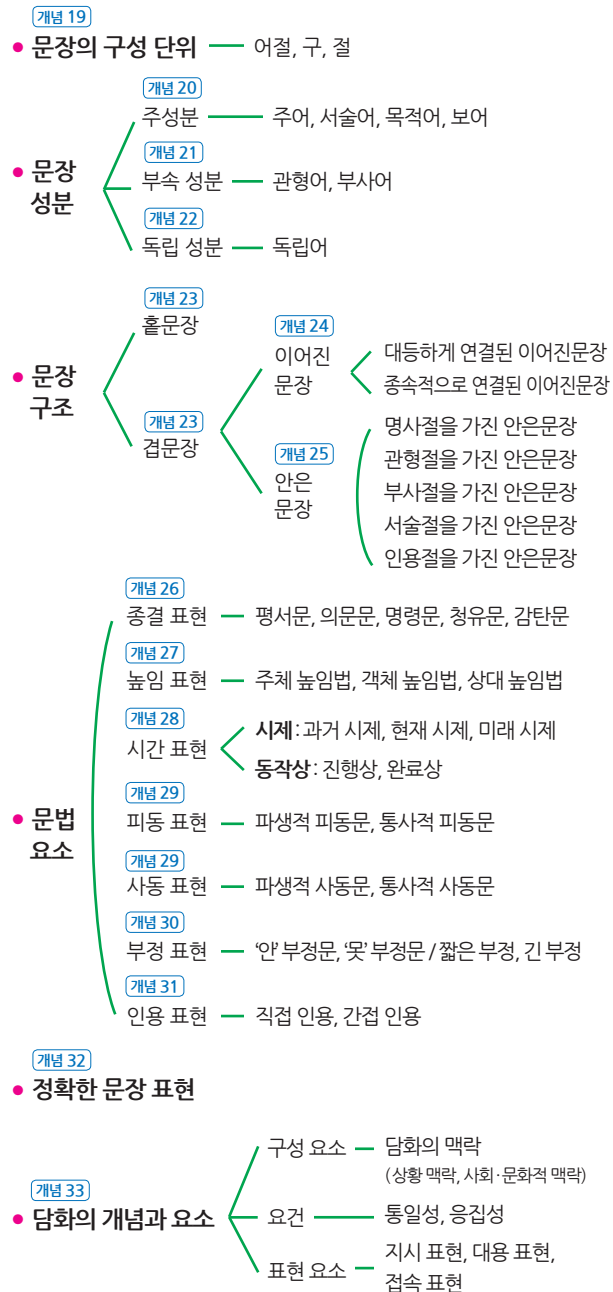 개념 19
• 문장의 구성 단위 — 어절, 구, 절
개념 20
주성분 — 주어, 서술어, 목적어, 보어
개념 21
• 문장 성분
부속 성분 — 관형어, 부사어
개념 22
독립 성분 — 독립어
개념 23
홑문장
개념 24
이어진 문장
대등하게 연결된 이어진문장
종속적으로 연결된 이어진문장
• 문장 구조
개념 23
겹문장
개념 25
안은 문장
명사절을 가진 안은문장
관형절을 가진 안은문장
부사절을 가진 안은문장
서술절을 가진 안은문장
인용절을 가진 안은문장
개념 26
종결 표현 — 평서문, 의문문, 명령문, 청유문, 감탄문
개념 27
높임 표현 — 주체 높임법, 객체 높임법, 상대 높임법
개념 28
시간 표현
시제: 과거 시제, 현재 시제, 미래 시제
동작상: 진행상, 완료상
• 문법 요소
개념 29
피동 표현 — 파생적 피동문, 통사적 피동문
개념 29
사동 표현 — 파생적 사동문, 통사적 사동문
개념 30
부정 표현 — ‘안’ 부정문, ‘못’ 부정문 / 짧은 부정, 긴 부정
개념 31
인용 표현 — 직접 인용, 간접 인용
개념 32
• 정확한 문장 표현
개념 33
• 담화의 개념과 요소
구성 요소 — 담화의 맥락
(상황 맥락, 사회·문화적 맥락)
요건 — 통일성, 응집성
표현 요소 — 지시 표현, 대용 표현,
접속 표현